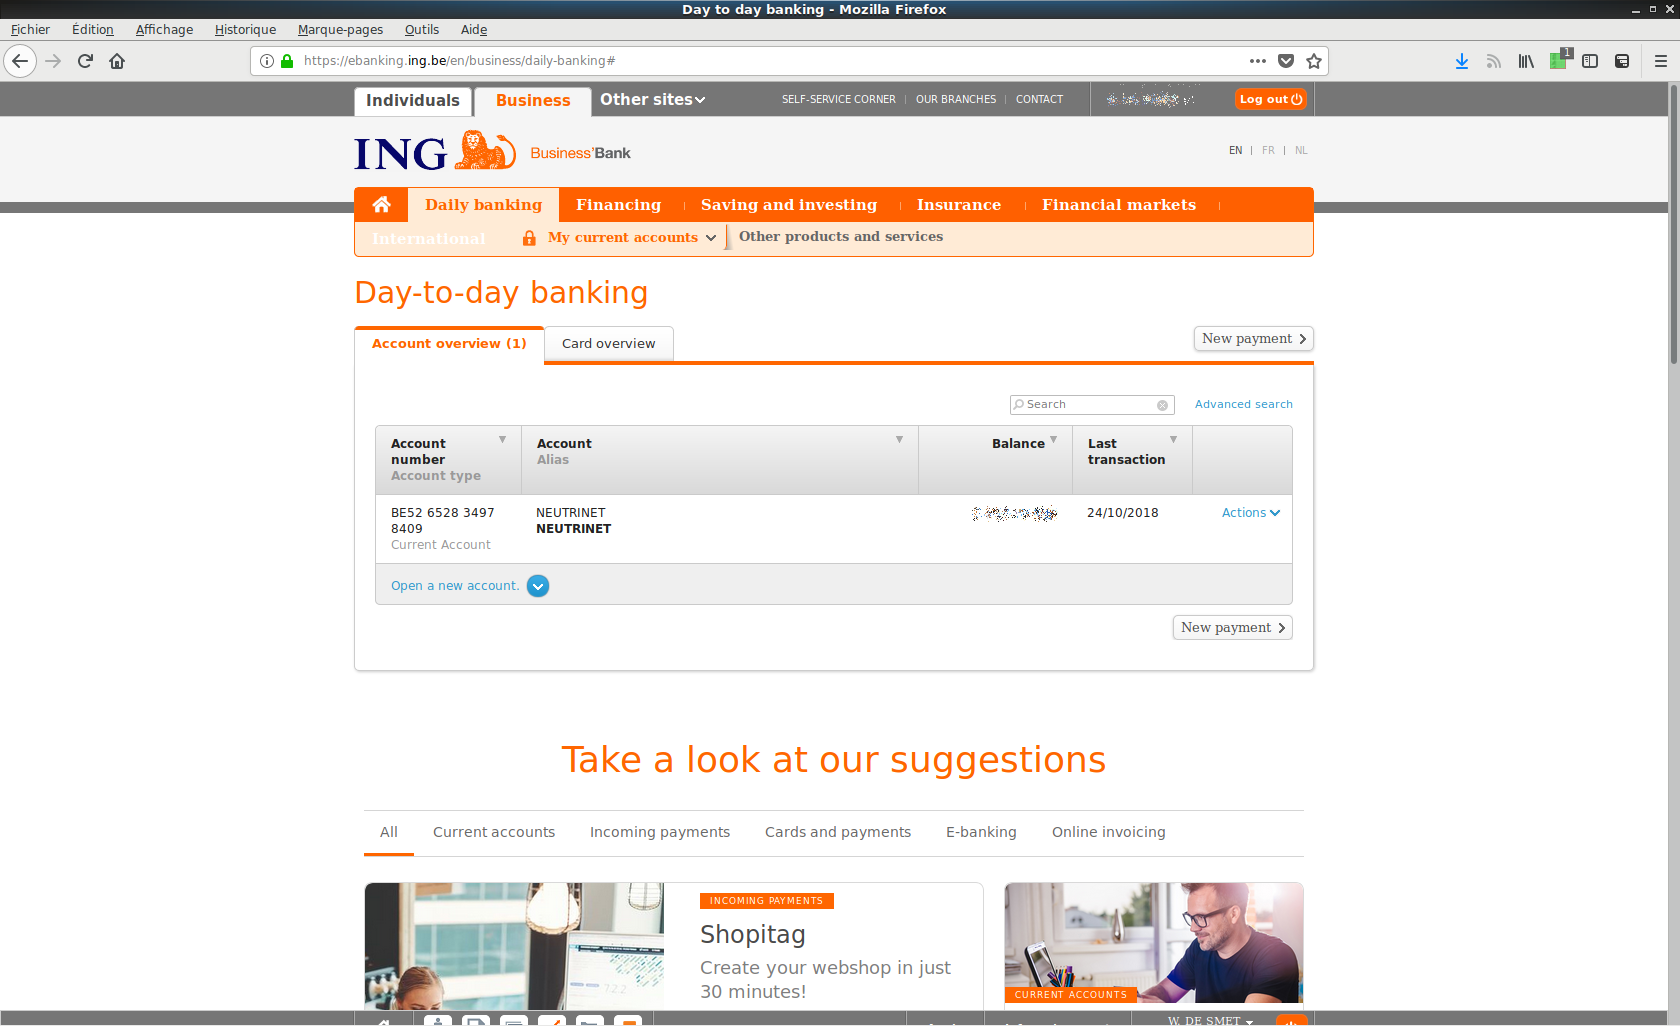 Day to day banking - Mozilla Firefox
Fichier Édition Affichage Historique Marque-pages Outils Aide
https://ebanking.ing.be/en/business/daily-banking#
1
Individuals Business Other sites
SELF-SERVICE CORNER | OUR BRANCHES | CONTACT
Log out
ING Business'Bank
EN | FR | NL
Daily banking Financing Saving and investing Insurance Financial markets
International My current accounts Other products and services
Day-to-day banking
Account overview (1) Card overview
New payment
Search Advanced search
Account number
Account type
Account
Alias
Balance
Last transaction
BE52 6528 3497
8409
Current Account
NEUTRINET
NEUTRINET
24/10/2018
Actions
Open a new account.
New payment
Take a look at our suggestions
All Current accounts Incoming payments Cards and payments E-banking Online invoicing
INCOMING PAYMENTS
Shopitag
Create your webshop in just
30 minutes!
CURRENT ACCOUNTS
W. DE SMET